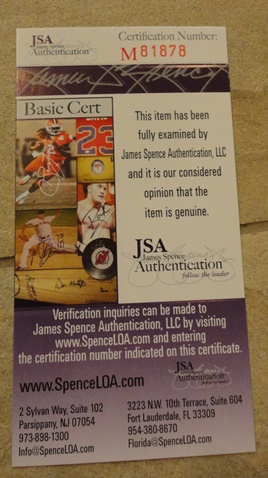 JSA
James Spence
Authentication
Certification Number:
M 81878
James Spence
Basic Cert
23
This item has been
fully examined by
James Spence Authentication, LLC
and it is our considered
opinion that the
item is genuine.
JSA
James Spence
Authentication
follow the leader
Verification inquiries can be made to
James Spence Authentication, LLC by visiting
www.SpenceLOA.com and entering
the certification number indicated on this certificate.
www.SpenceLOA.com
JSA
Authentication
2 Sylvan Way, Suite 102
Parsippany, NJ 07054
973-898-1300
Info@SpenceLOA.com
3223 N.W. 10th Terrace, Suite 604
Fort Lauderdale, FL 33309
954-380-8670
Florida@SpenceLOA.com